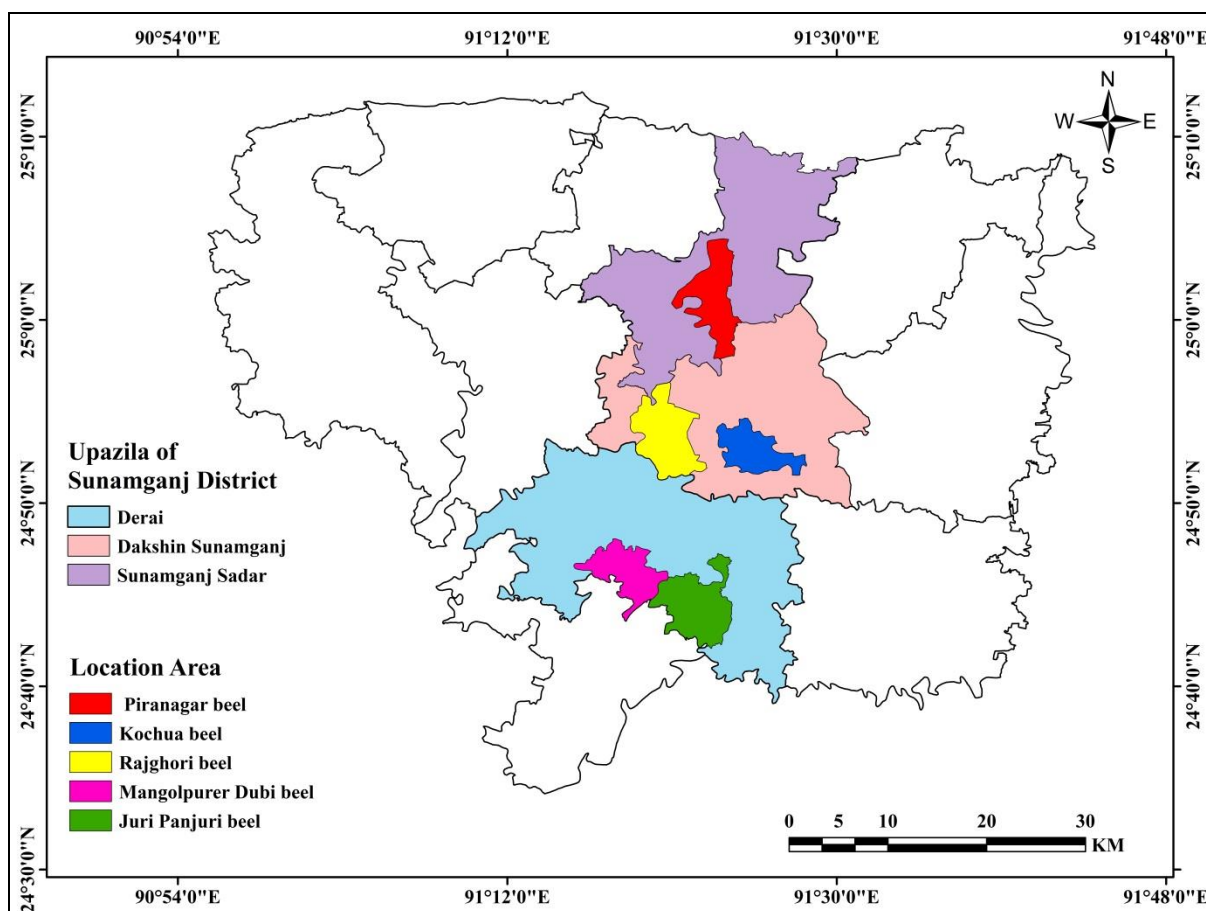 90°54'0"E 91°12'0"E 91°30'0"E 91°48'0"E
N
W E
S
25°10'0"N 25°10'0"N
25°0'0"N 25°0'0"N
Upazila of
Sunamganj District
24°50'0"N 24°50'0"N
Derai
Dakshin Sunamganj
Sunamganj Sadar
Location Area
24°40'0"N 24°40'0"N
Piranagar beel
Kochua beel
Rajghori beel
Mangolpurer Dubi beel
Juri Panjuri beel
0 5 10 20 30
KM
24°30'0"N 24°30'0"N
90°54'0"E 91°12'0"E 91°30'0"E 91°48'0"E